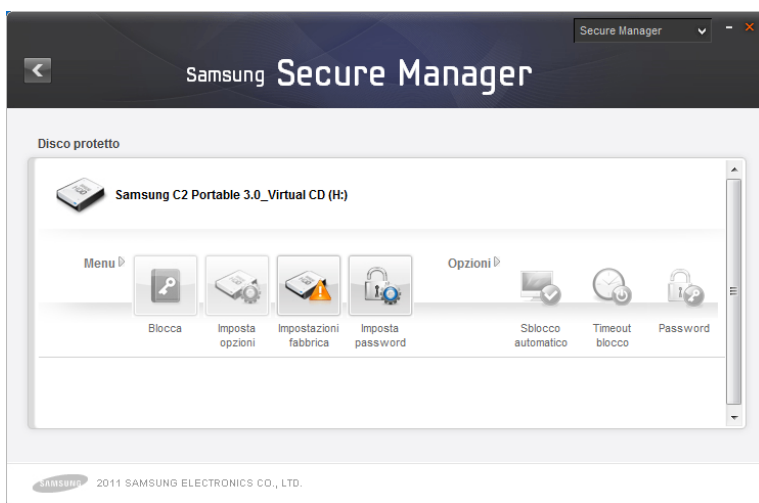 Secure Manager
Samsung Secure Manager
Disco protetto
Samsung C2 Portable 3.0_Virtual CD (H:)
Menu
Opzioni
Blocca
Imposta opzioni
Impostazioni fabbrica
Imposta password
Sblocco automatico
Timeout blocco
Password
SAMSUNG 2011 SAMSUNG ELECTRONICS CO., LTD.